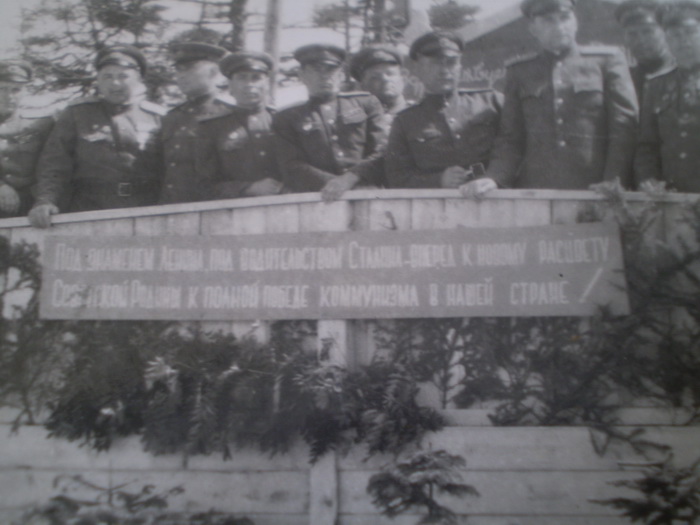 Под знаменем Ленина, под водительством Сталина – вперед к новому расцвету
Советской Родины к полной победе коммунизма в нашей стране!